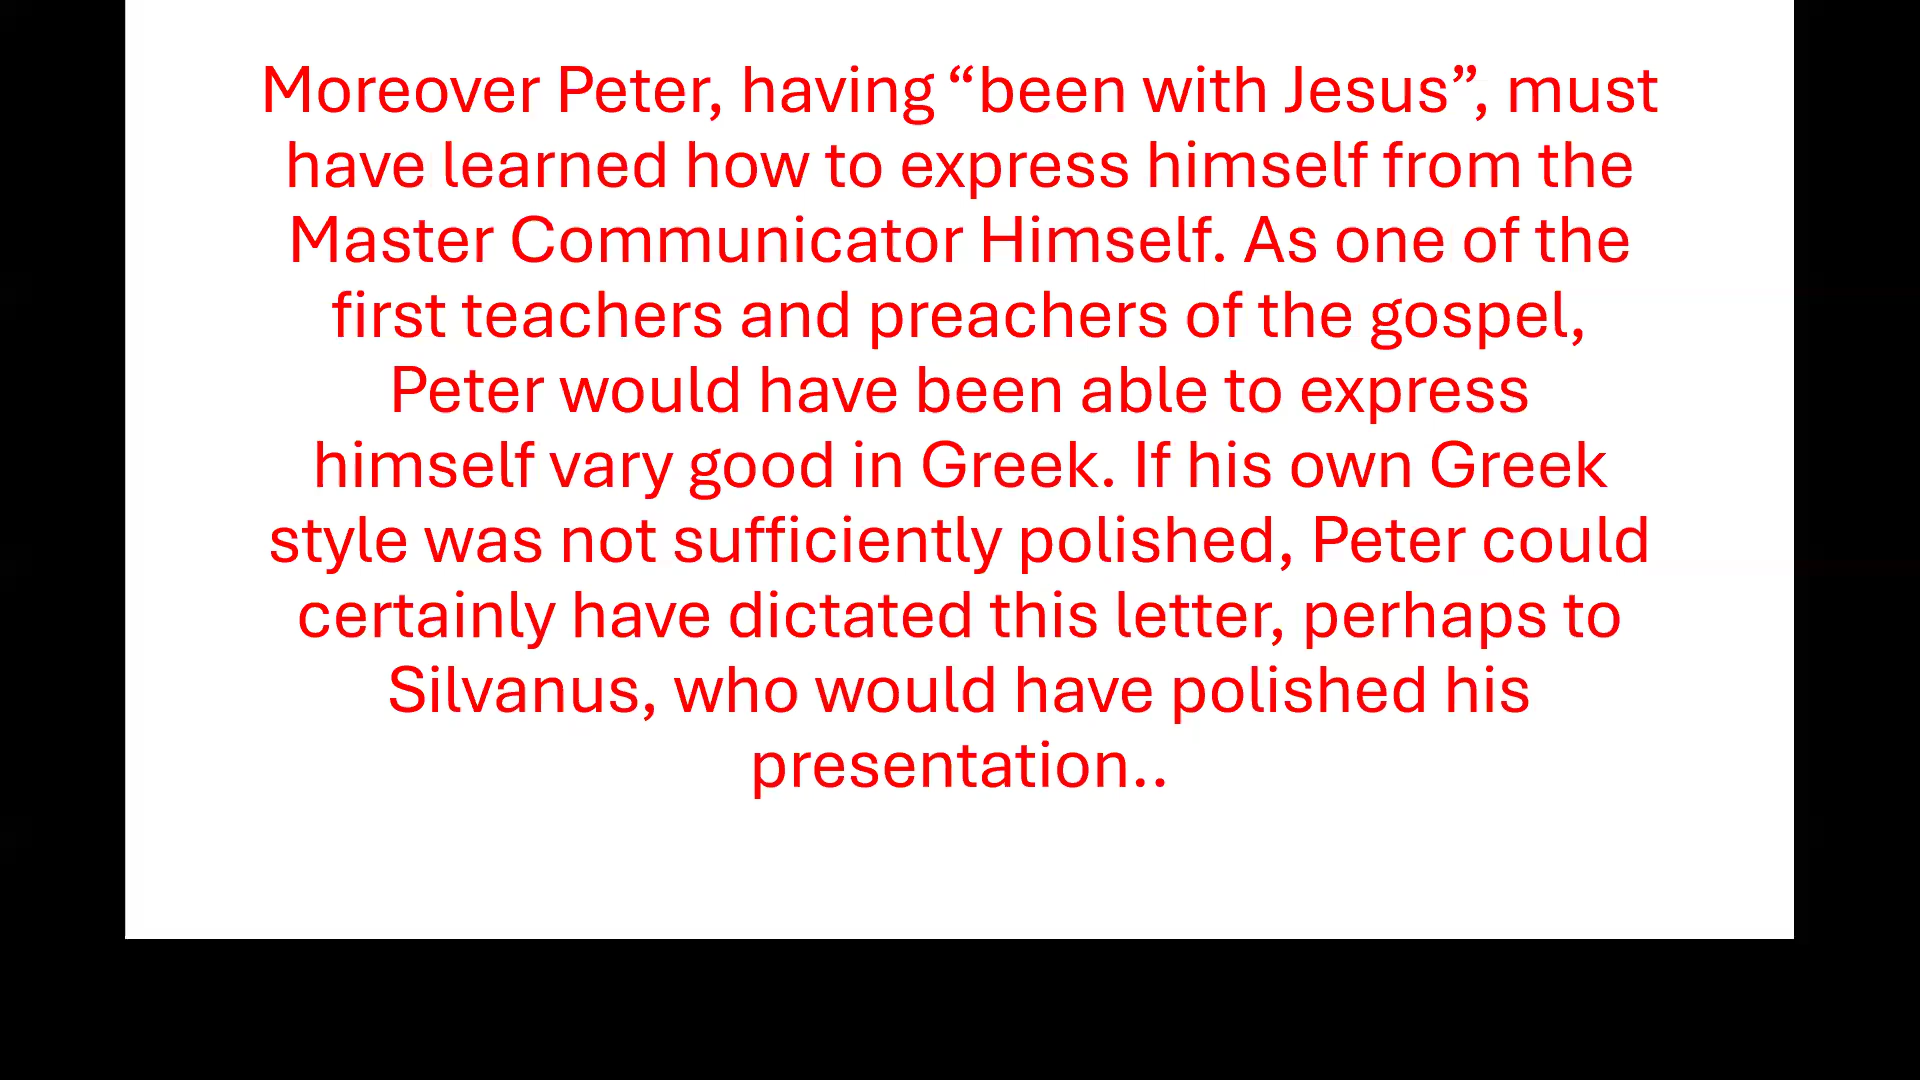 Moreover Peter, having “been with Jesus”, must
have learned how to express himself from the
Master Communicator Himself. As one of the
first teachers and preachers of the gospel,
Peter would have been able to express
himself vary good in Greek. If his own Greek
style was not sufficiently polished, Peter could
certainly have dictated this letter, perhaps to
Silvanus, who would have polished his
presentation..